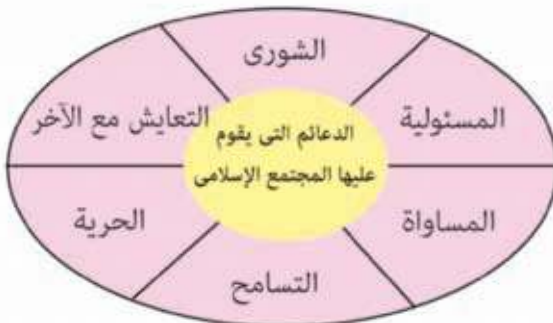 الشورى
المسئولية
التعايش مع الآخر
الدعائم التى يقوم
عليها المجتمع الإسلامى
المساواة
الحرية
التسامح